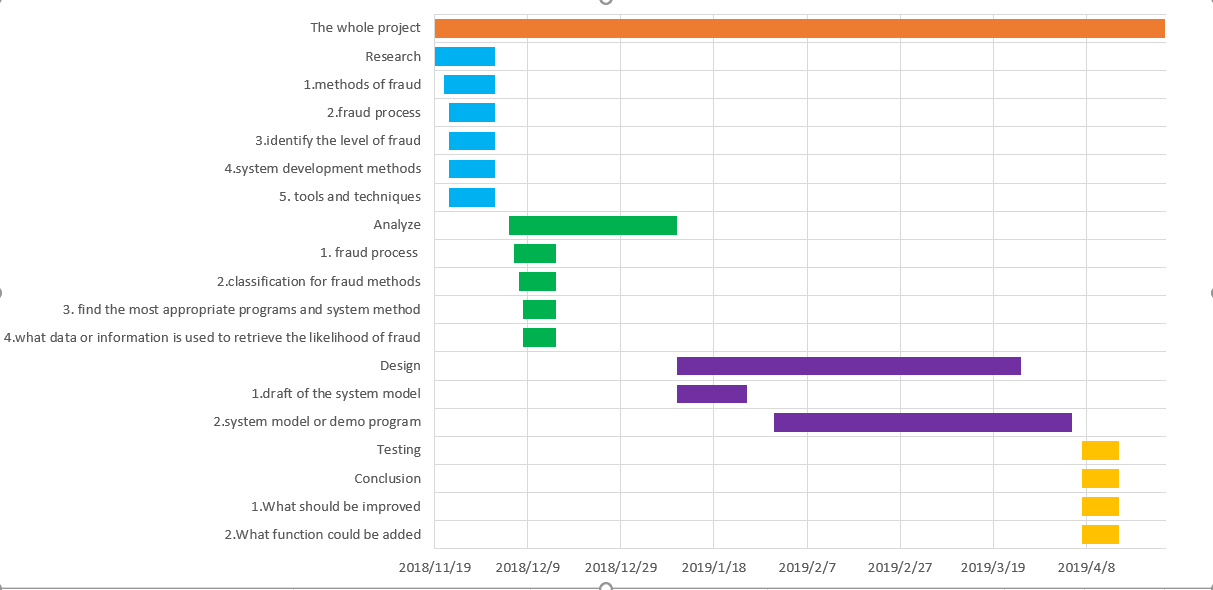 The whole project
Research
1.methods of fraud
2.fraud process
3.identify the level of fraud
4.system development methods
5. tools and techniques
Analyze
1. fraud process
2.classification for fraud methods
3. find the most appropriate programs and system method
4.what data or information is used to retrieve the likelihood of fraud
Design
1.draft of the system model
2.system model or demo program
Testing
Conclusion
1.What should be improved
2.What function could be added
2018/11/19 2018/12/9 2018/12/29 2019/1/18 2019/2/7 2019/2/27 2019/3/19 2019/4/8